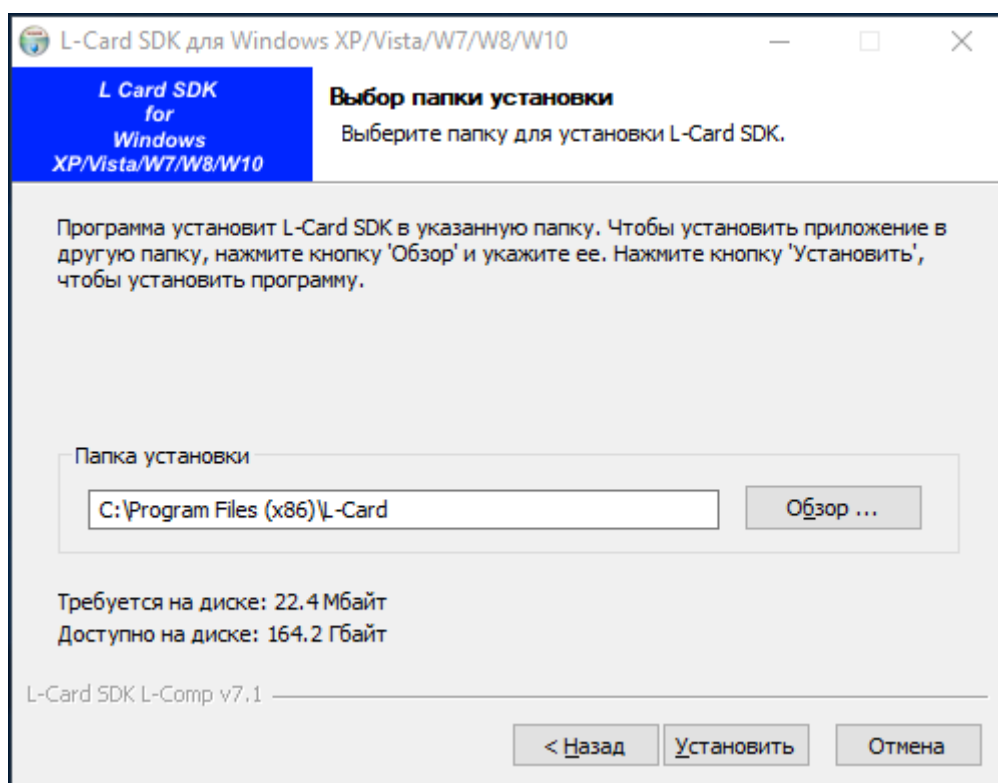 L-Card SDK для Windows XP/Vista/W7/W8/W10
L Card SDK
for
Windows
XP/Vista/W7/W8/W10
Выбор папки установки
Выберите папку для установки L-Card SDK.
Программа установит L-Card SDK в указанную папку. Чтобы установить приложение в
другую папку, нажмите кнопку 'Обзор' и укажите ее. Нажмите кнопку 'Установить',
чтобы установить программу.
Папка установки
C:\Program Files (x86)\L-Card
Обзор ...
Требуется на диске: 22.4 Мбайт
Доступно на диске: 164.2 Гбайт
L-Card SDK L-Comp v7.1
< Назад
Установить
Отмена